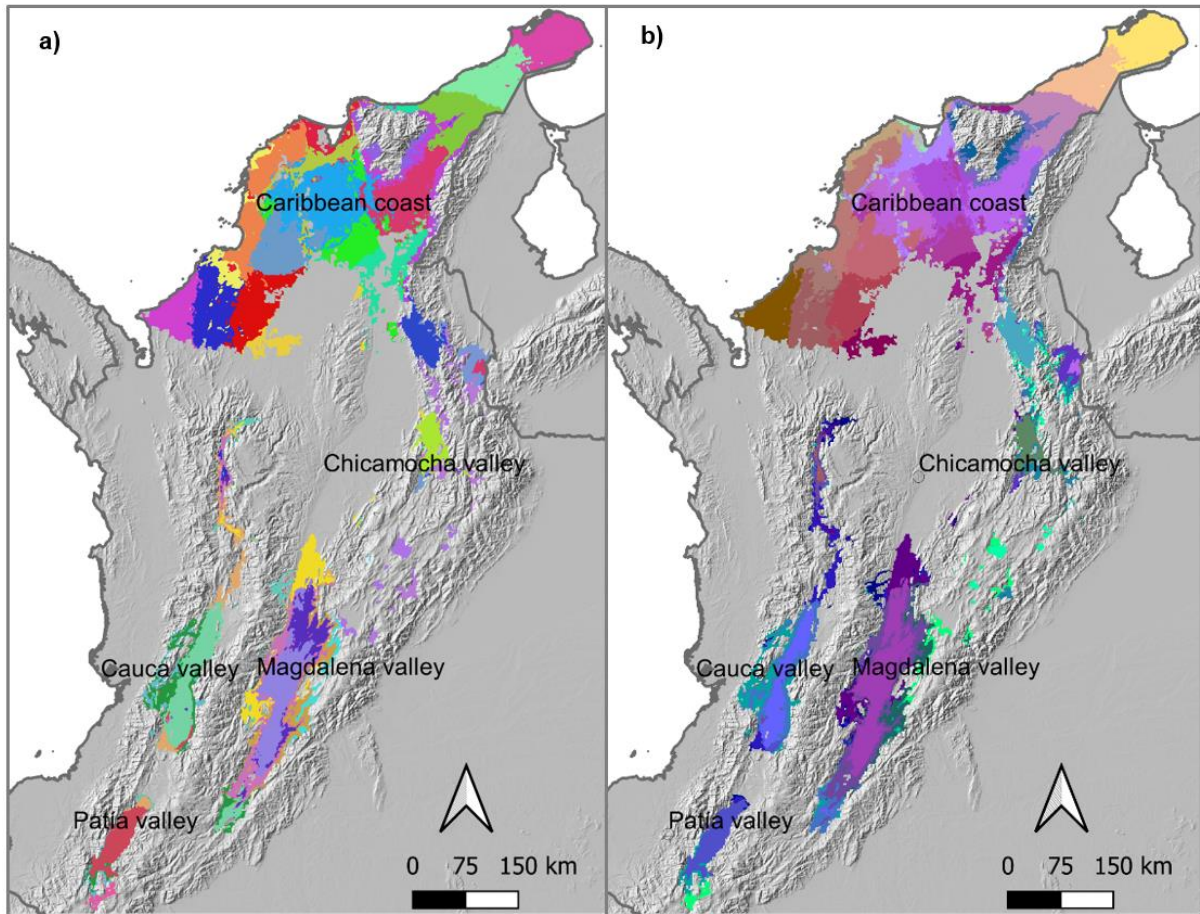 a)
Caribbean coast
Chicamocha valley
Cauca valley
Magdalena valley
Patía valley
0 75 150 km
b)
Caribbean coast
Chicamocha valley
Cauca valley
Magdalena valley
Patía valley
0 75 150 km